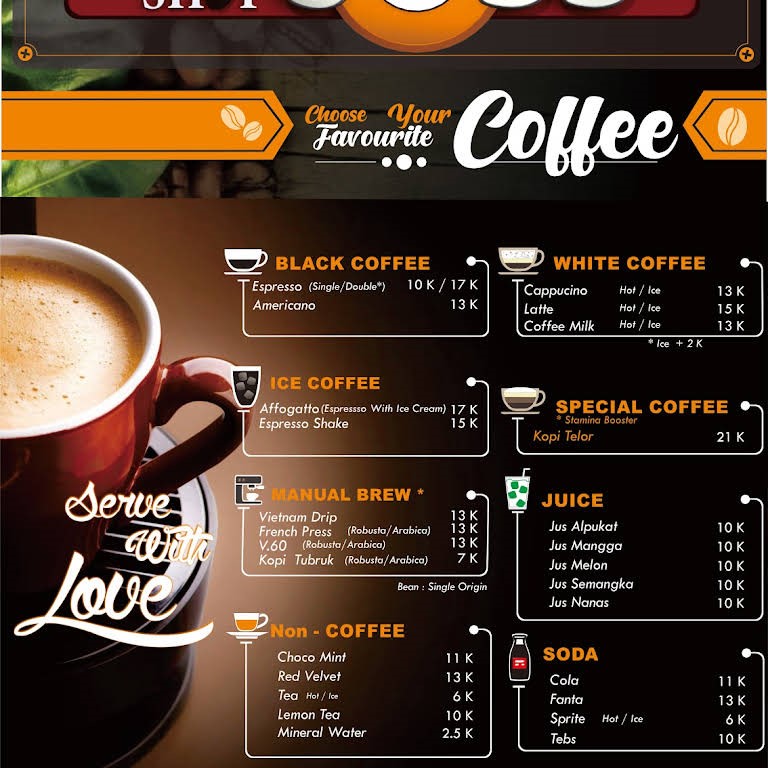 Choose Your
Favourite
Coffee
BLACK COFFEE
Espresso (Single/Double*) 10 K / 17 K
Americano 13 K
WHITE COFFEE
Cappucino Hot / Ice 13 K
Latte Hot / Ice 15 K
Coffee Milk Hot / Ice 13 K
* Ice + 2 K
ICE COFFEE
Affogatto (Espressso With Ice Cream) 17 K
Espresso Shake 15 K
SPECIAL COFFEE
* Stamina Booster
Kopi Telor 21 K
MANUAL BREW *
Vietnam Drip 13 K
French Press (Robusta/Arabica) 13 K
V.60 (Robusta/Arabica) 13 K
Kopi Tubruk (Robusta/Arabica) 7 K
Bean : Single Origin
JUICE
Jus Alpukat 10 K
Jus Mangga 10 K
Jus Melon 10 K
Jus Semangka 10 K
Jus Nanas 10 K
Serve
With
Love
Non - COFFEE
Choco Mint 11 K
Red Velvet 13 K
Tea Hot / Ice 6 K
Lemon Tea 10 K
Mineral Water 2.5 K
SODA
Cola 11 K
Fanta 13 K
Sprite Hot / Ice 6 K
Tebs 10 K